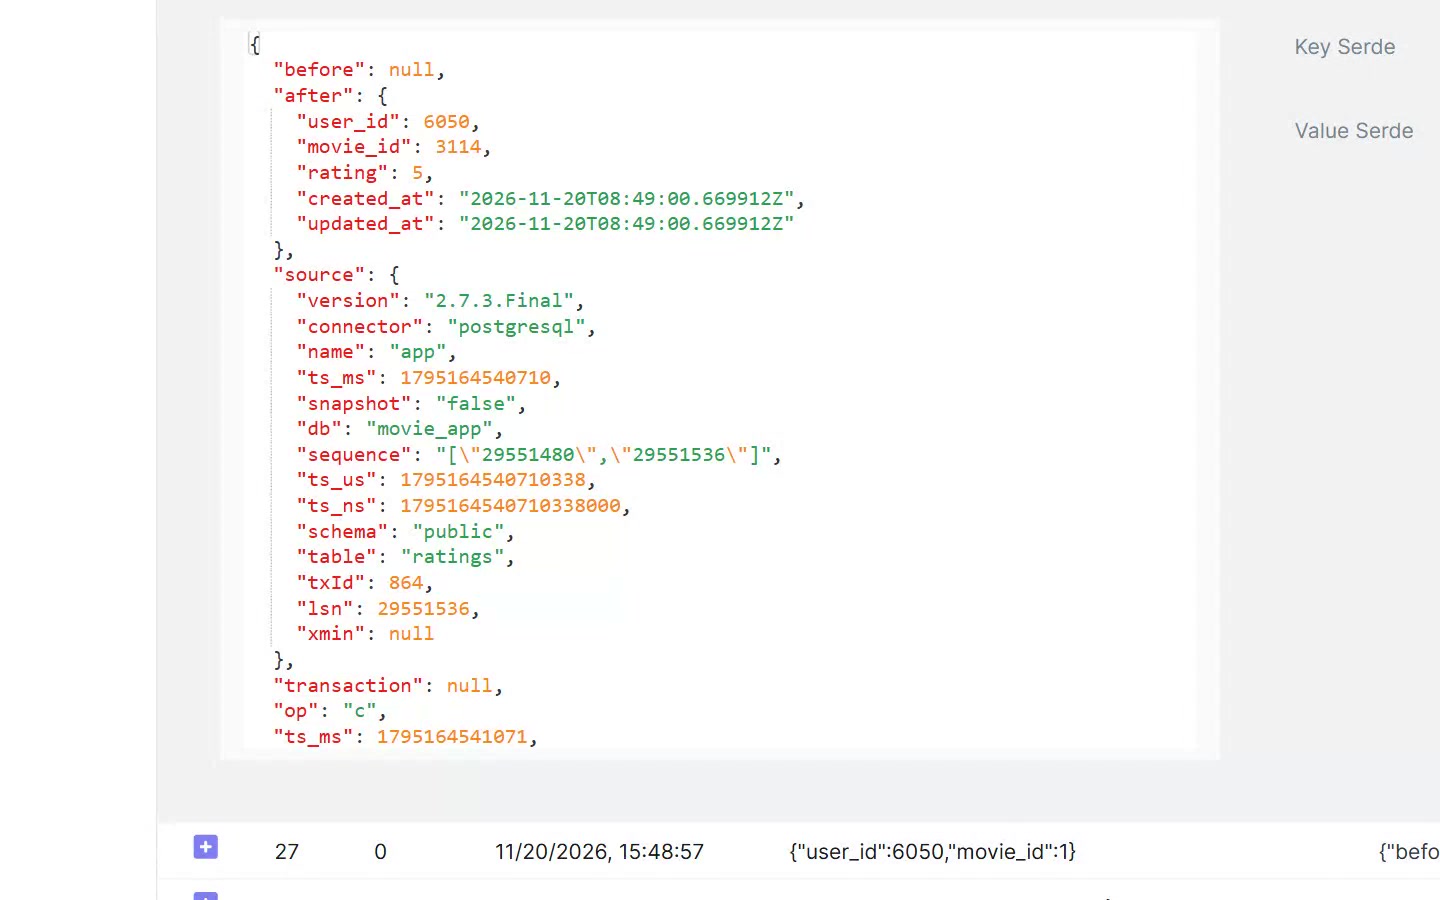 {
"before": null,
"after": {
"user_id": 6050,
"movie_id": 3114,
"rating": 5,
"created_at": "2026-11-20T08:49:00.669912Z",
"updated_at": "2026-11-20T08:49:00.669912Z"
},
"source": {
"version": "2.7.3.Final",
"connector": "postgresql",
"name": "app",
"ts_ms": 1795164540710,
"snapshot": "false",
"db": "movie_app",
"sequence": "[\"29551480\",\"29551536\"]",
"ts_us": 1795164540710338,
"ts_ns": 1795164540710338000,
"schema": "public",
"table": "ratings",
"txId": 864,
"lsn": 29551536,
"xmin": null
},
"transaction": null,
"op": "c",
"ts_ms": 1795164541071,
Key Serde
Value Serde
27 0 11/20/2026, 15:48:57 {"user_id":6050,"movie_id":1} {"befo